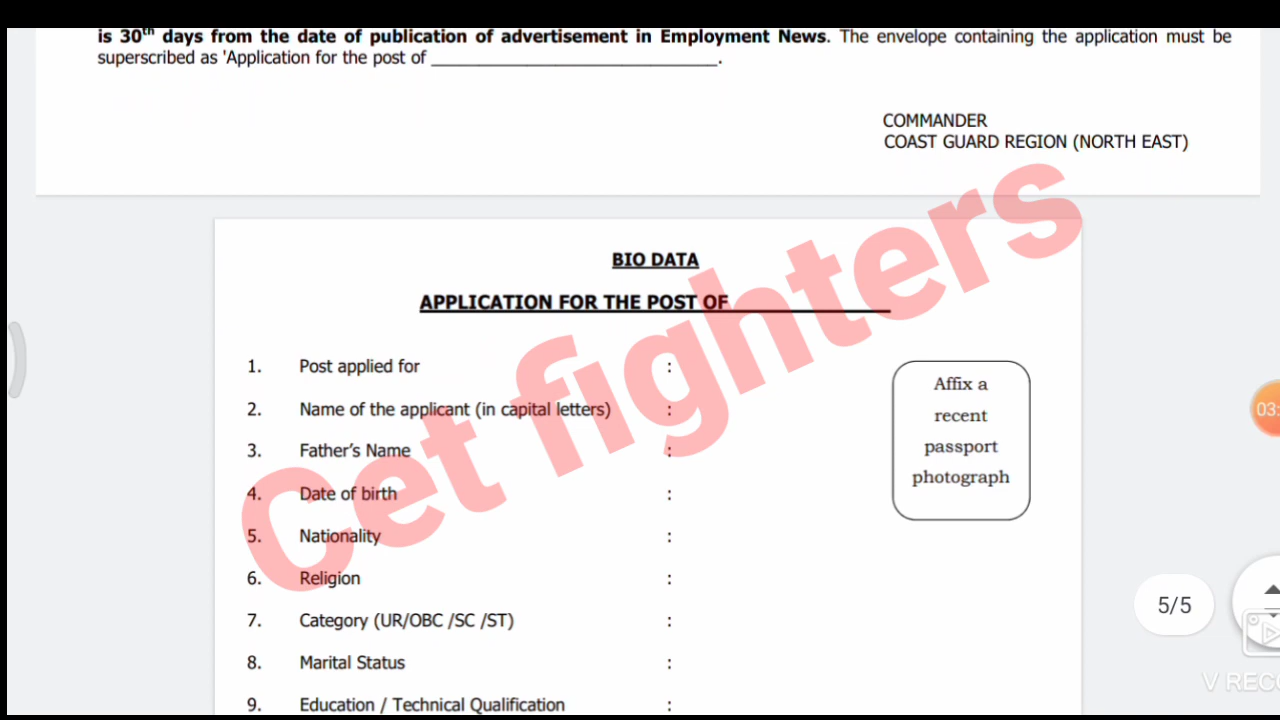 is 30th days from the date of publication of advertisement in Employment News. The envelope containing the application must be
superscribed as 'Application for the post of ______________________________.
COMMANDER
COAST GUARD REGION (NORTH EAST)
BIO DATA
APPLICATION FOR THE POST OF________________
1. Post applied for :
2. Name of the applicant (in capital letters) :
3. Father's Name :
4. Date of birth :
5. Nationality :
6. Religion :
7. Category (UR/OBC /SC /ST) :
8. Marital Status :
9. Education / Technical Qualification :
Affix a
recent
passport
photograph
Cet fighters
03:
5/5
V RECO